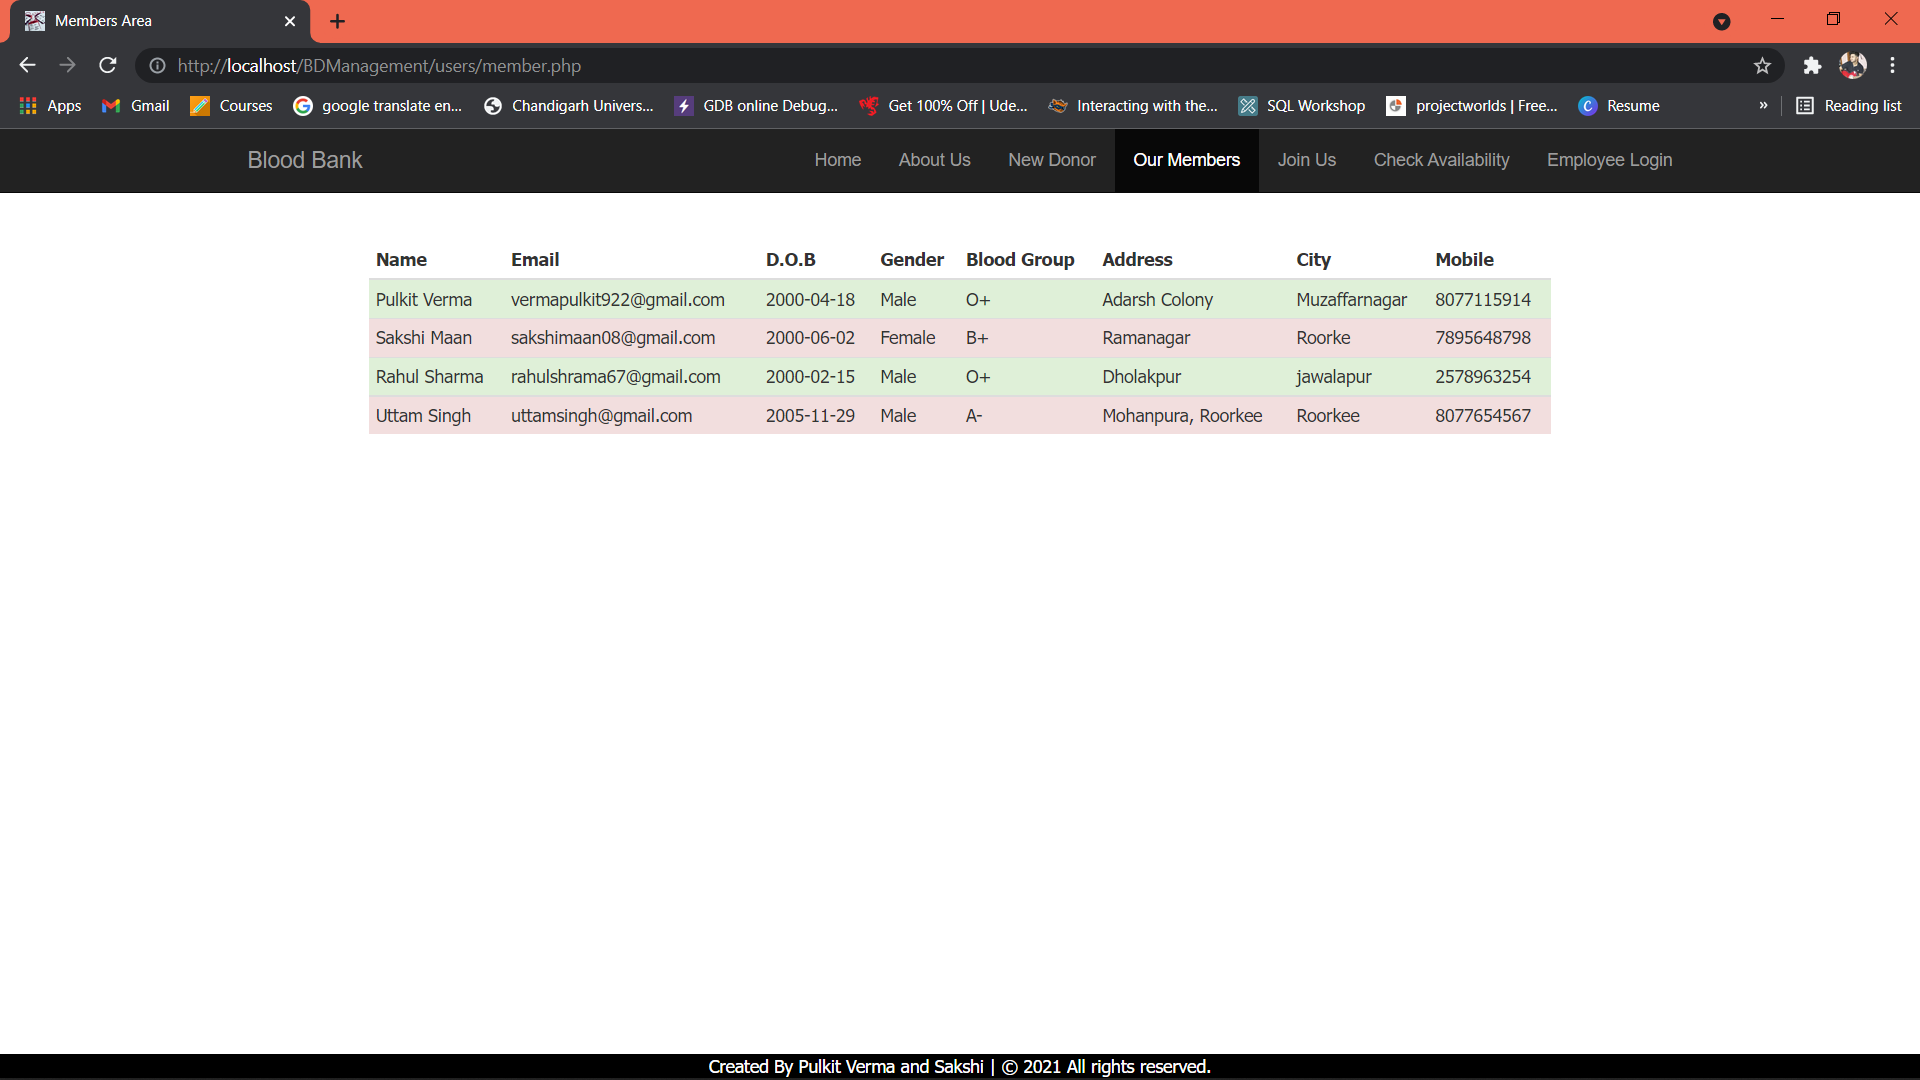 Members Area
http://localhost/BDManagement/users/member.php
Apps Gmail Courses google translate en... Chandigarh Univers... GDB online Debug... Get 100% Off | Ude... Interacting with the... SQL Workshop projectworlds | Free... Resume » Reading list
Blood Bank Home About Us New Donor Our Members Join Us Check Availability Employee Login
Name Email D.O.B Gender Blood Group Address City Mobile
Pulkit Verma vermapulkit922@gmail.com 2000-04-18 Male O+ Adarsh Colony Muzaffarnagar 8077115914
Sakshi Maan sakshimaan08@gmail.com 2000-06-02 Female B+ Ramanagar Roorke 7895648798
Rahul Sharma rahulshrama67@gmail.com 2000-02-15 Male O+ Dholakpur jawalapur 2578963254
Uttam Singh uttamsingh@gmail.com 2005-11-29 Male A- Mohanpura, Roorkee Roorkee 8077654567
Created By Pulkit Verma and Sakshi | © 2021 All rights reserved.